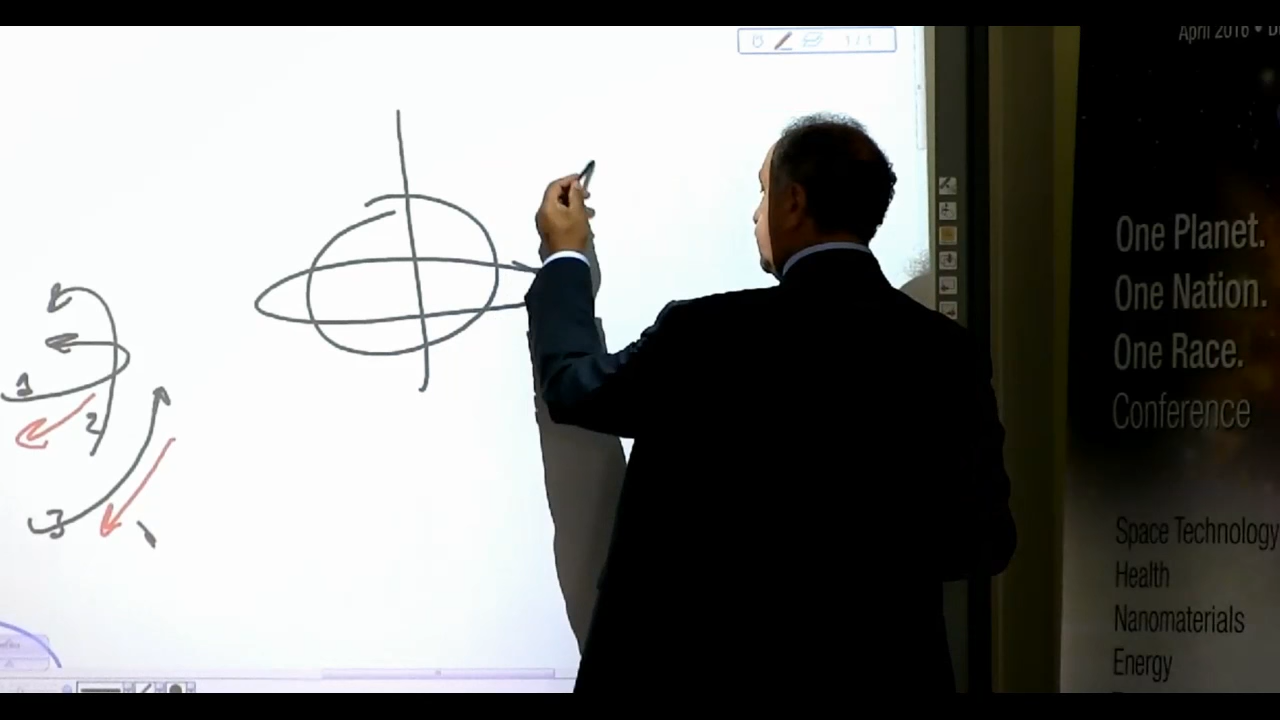 1 / 1
1
2
3
April 2016 •
One Planet.
One Nation.
One Race.
Conference
Space Technology
Health
Nanomaterials
Energy